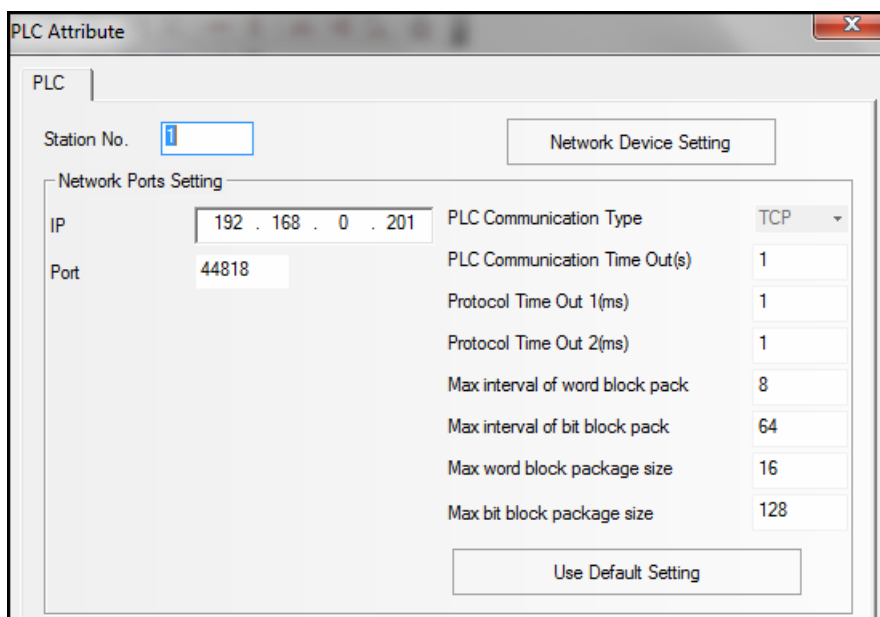 PLC Attribute
PLC
Station No. 1
Network Device Setting
Network Ports Setting
IP 192 . 168 . 0 . 201
Port 44818
PLC Communication Type TCP
PLC Communication Time Out(s) 1
Protocol Time Out 1(ms) 1
Protocol Time Out 2(ms) 1
Max interval of word block pack 8
Max interval of bit block pack 64
Max word block package size 16
Max bit block package size 128
Use Default Setting